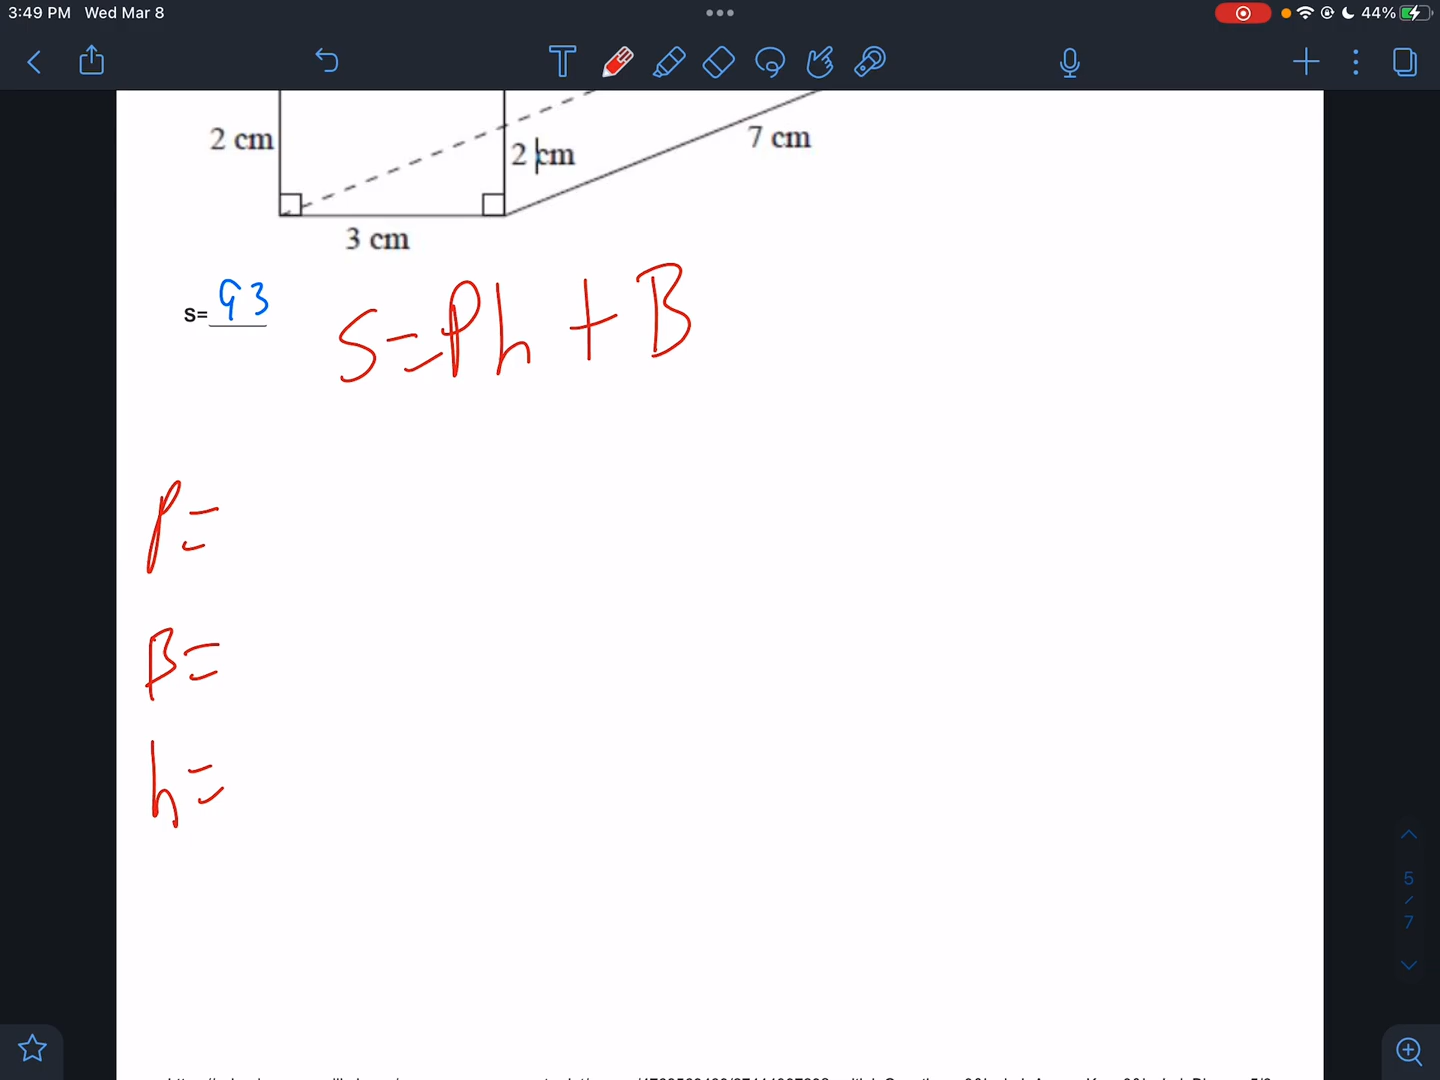 3:49 PM Wed Mar 8
44%
2 cm
2 cm
7 cm
3 cm
S= 93
S=Ph + B
P=
B=
h=
5
7